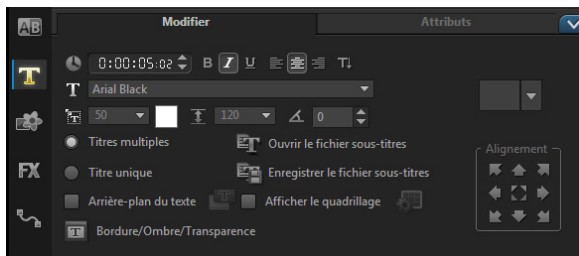 AB
Modifier
Attributs
0:00:05:02
B I U
T
T Arial Black
50
120
0
Titres multiples
Ouvrir le fichier sous-titres
Alignement
FX
Titre unique
Enregistrer le fichier sous-titres
Arrière-plan du texte
Afficher le quadrillage
Bordure/Ombre/Transparence